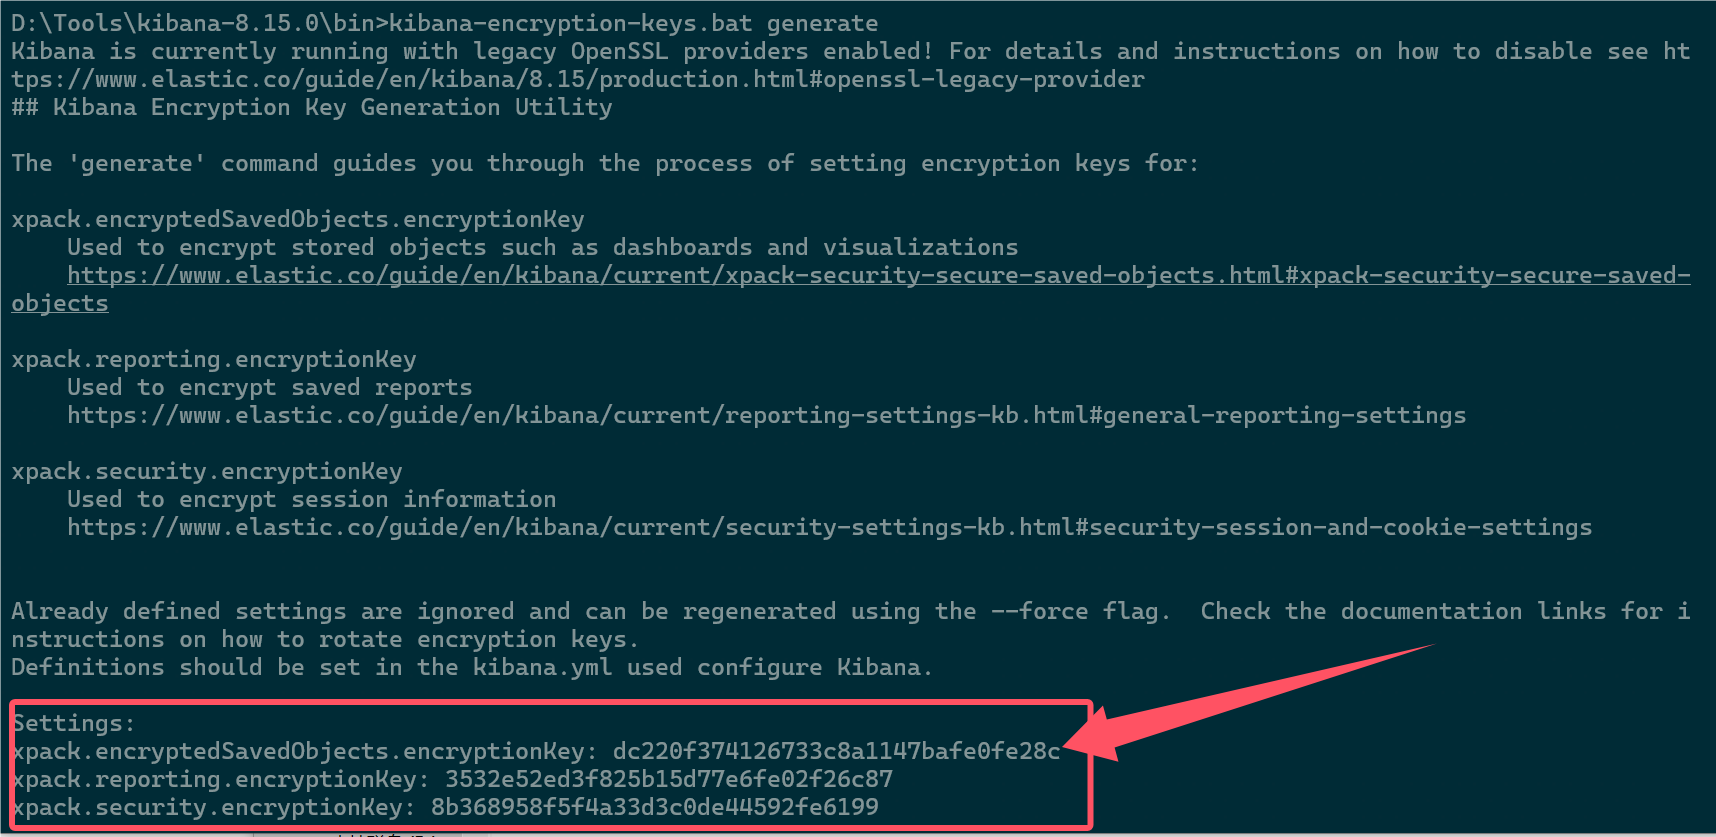 D:\Tools\kibana-8.15.0\bin>kibana-encryption-keys.bat generate
Kibana is currently running with legacy OpenSSL providers enabled! For details and instructions on how to disable see ht
tps://www.elastic.co/guide/en/kibana/8.15/production.html#openssl-legacy-provider
## Kibana Encryption Key Generation Utility
The 'generate' command guides you through the process of setting encryption keys for:
xpack.encryptedSavedObjects.encryptionKey
Used to encrypt stored objects such as dashboards and visualizations
https://www.elastic.co/guide/en/kibana/current/xpack-security-secure-saved-objects.html#xpack-security-secure-saved-
objects
xpack.reporting.encryptionKey
Used to encrypt saved reports
https://www.elastic.co/guide/en/kibana/current/reporting-settings-kb.html#general-reporting-settings
xpack.security.encryptionKey
Used to encrypt session information
https://www.elastic.co/guide/en/kibana/current/security-settings-kb.html#security-session-and-cookie-settings
Already defined settings are ignored and can be regenerated using the --force flag.  Check the documentation links for i
nstructions on how to rotate encryption keys.
Definitions should be set in the kibana.yml used configure Kibana.
Settings:
xpack.encryptedSavedObjects.encryptionKey: dc220f374126733c8a1147bafe0fe28c
xpack.reporting.encryptionKey: 3532e52ed3f825b15d77e6fe02f26c87
xpack.security.encryptionKey: 8b368958f5f4a33d3c0de44592fe6199